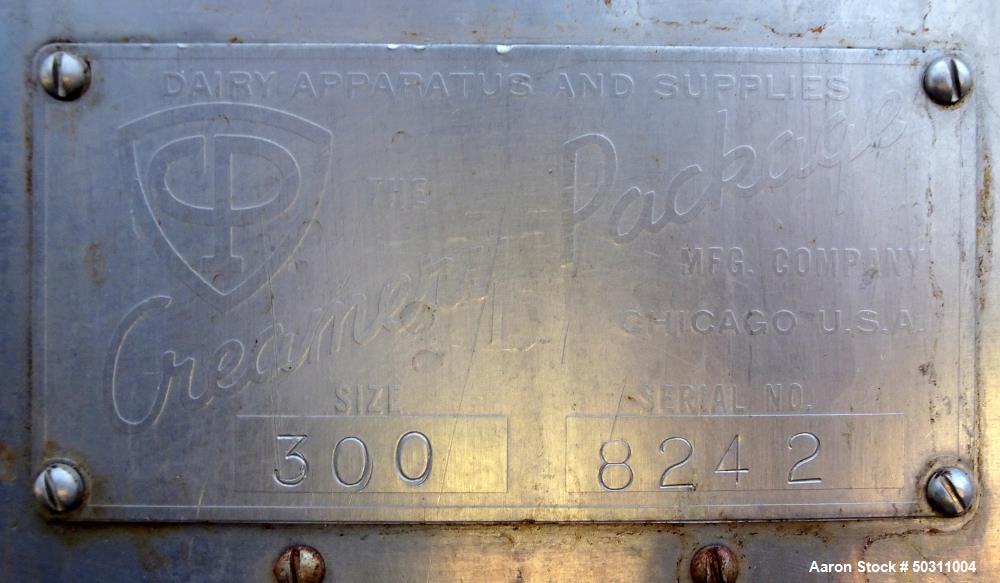 DAIRY APPARATUS AND SUPPLIES
CP
THE
Creamery Package
MFG. COMPANY
CHICAGO U.S.A.
SIZE SERIAL NO.
300 8242
Aaron Stock # 50311004